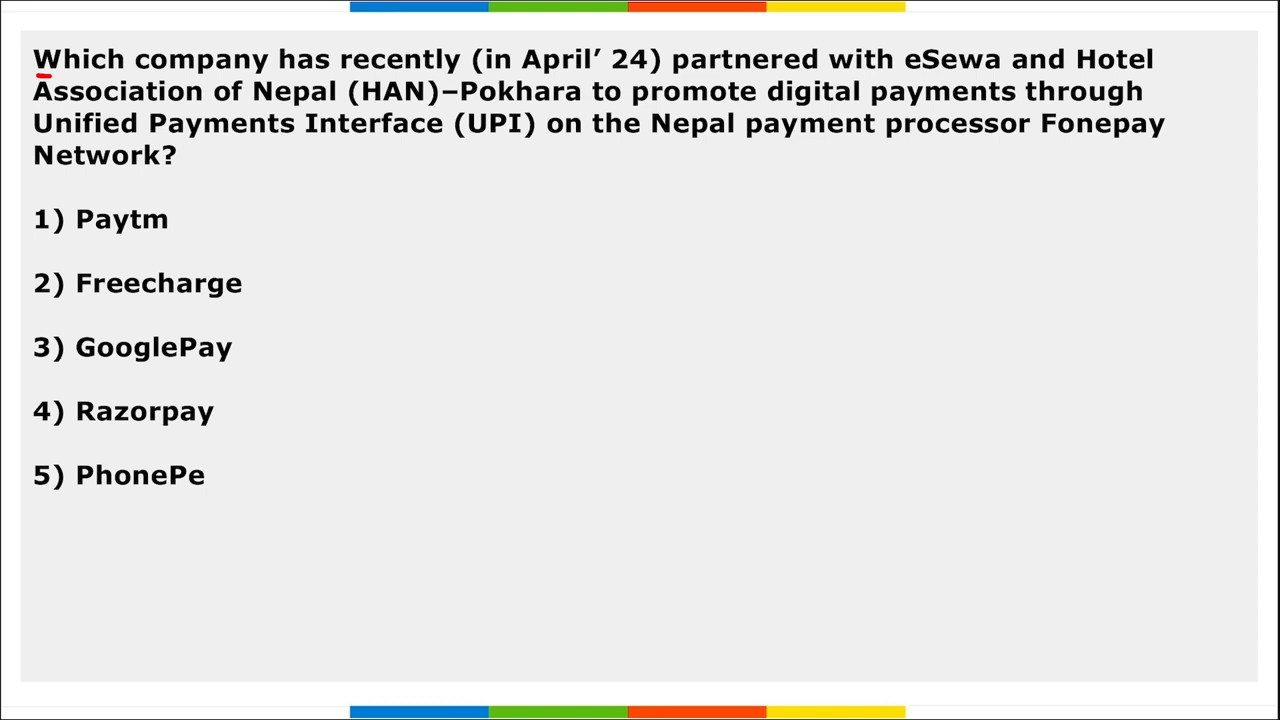 Which company has recently (in April’ 24) partnered with eSewa and Hotel
Association of Nepal (HAN)–Pokhara to promote digital payments through
Unified Payments Interface (UPI) on the Nepal payment processor Fonepay
Network?
1) Paytm
2) Freecharge
3) GooglePay
4) Razorpay
5) PhonePe